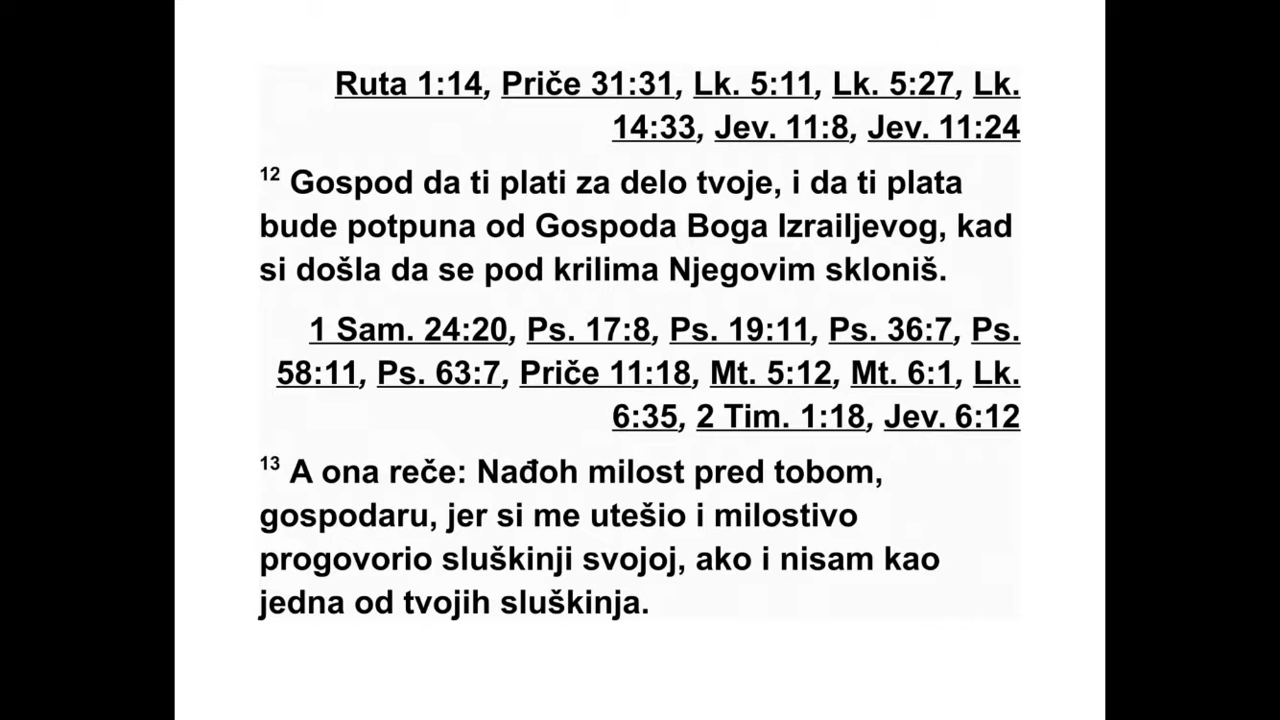 Ruta 1:14, Priče 31:31, Lk. 5:11, Lk. 5:27, Lk.
14:33, Jev. 11:8, Jev. 11:24
12 Gospod da ti plati za delo tvoje, i da ti plata
bude potpuna od Gospoda Boga Izrailjevog, kad
si došla da se pod krilima Njegovim skloniš.
1 Sam. 24:20, Ps. 17:8, Ps. 19:11, Ps. 36:7, Ps.
58:11, Ps. 63:7, Priče 11:18, Mt. 5:12, Mt. 6:1, Lk.
6:35, 2 Tim. 1:18, Jev. 6:12
13 A ona reče: Nađoh milost pred tobom,
gospodaru, jer si me utešio i milostivo
progovorio sluškinji svojoj, ako i nisam kao
jedna od tvojih sluškinja.